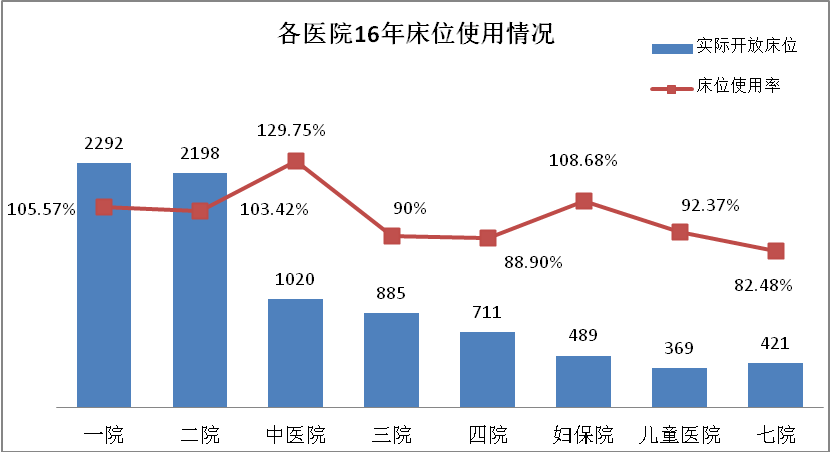 各医院16年床位使用情况
实际开放床位
床位使用率
2292
2198
129.75%
108.68%
105.57%
103.42%
90%
88.90%
92.37%
82.48%
1020
885
711
489
369
421
一院
二院
中医院
三院
四院
妇保院
儿童医院
七院